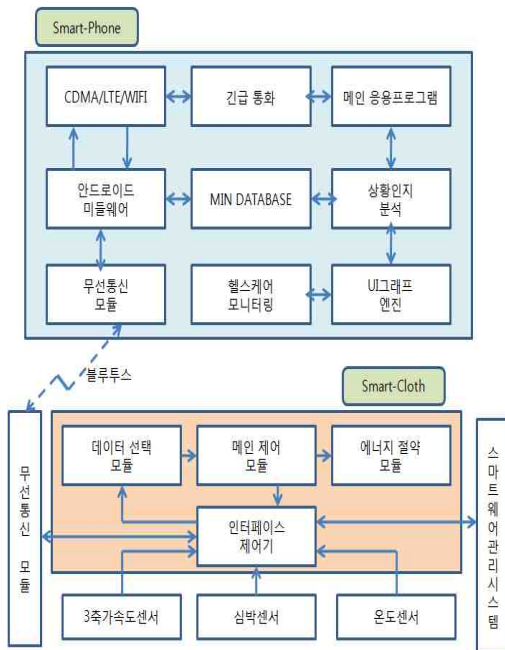 Smart-Phone
CDMA/LTE/WIFI
긴급 통화
메인 응용프로그램
안드로이드
미들웨어
MIN DATABASE
상황인지
분석
무선통신
모듈
헬스케어
모니터링
UI그래프
엔진
블루투스
Smart-Cloth
무선통신 모듈
데이터 선택
모듈
메인 제어
모듈
에너지 절약
모듈
스마트웨어관리시스템
인터페이스
제어기
3축가속도센서
심박센서
온도센서